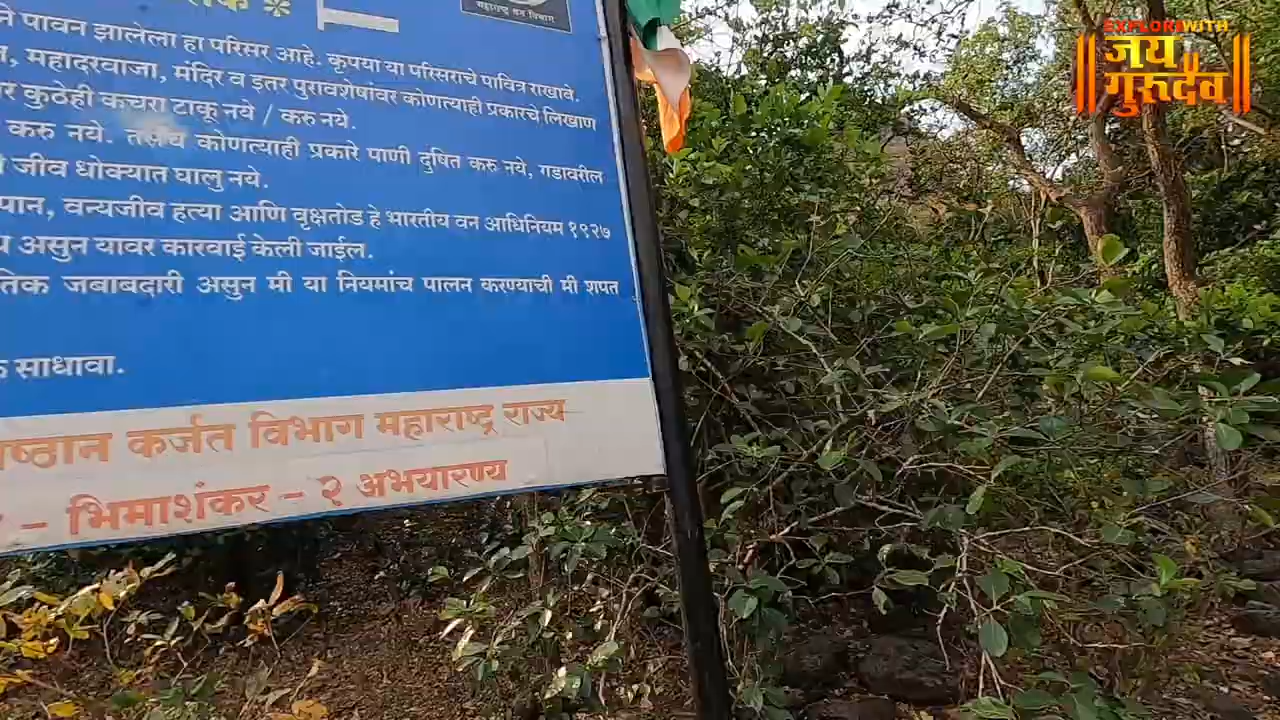 महाराष्ट्र वन विभाग
ने पावन झालेला हा परिसर आहे. कृपया या परिसराचे पावित्र राखावे.
महादरवाजा, मंदिर व इतर पुरावशेषांवर कोणत्याही प्रकारचे लिखाण
र कुठेही कचरा टाकू नये / करु नये.
करु नये. तसेच कोणत्याही प्रकारे पाणी दुषित करु नये, गडावरील
जीव धोक्यात घालु नये.
पान, वन्यजीव हत्या आणि वृक्षतोड हे भारतीय वन आधिनियम १९२७
असुन यावर कारवाई केली जाईल.
तिक जबाबदारी असुन मी या नियमांच पालन करण्याची मी शपत
साधावा.
ष्ठान कर्जत विभाग महाराष्ट्र राज्य
- भिमाशंकर - २ अभयारण्य
EXPLORE WITH
जय
गुरुदेव